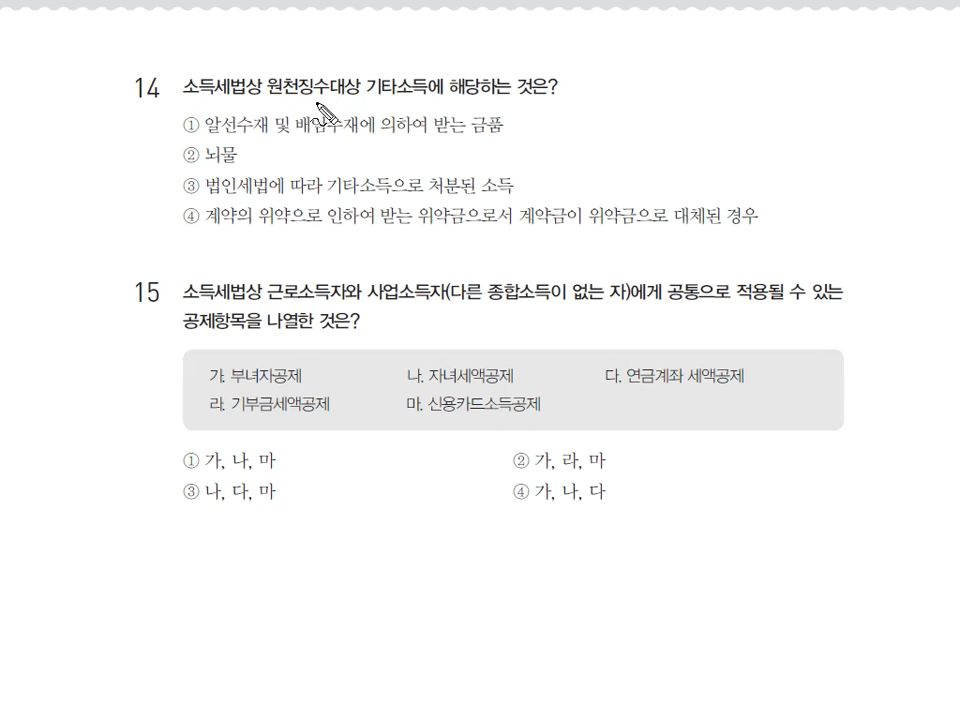 14 소득세법상 원천징수대상 기타소득에 해당하는 것은?
① 알선수재 및 배임수재에 의하여 받는 금품
② 뇌물
③ 법인세법에 따라 기타소득으로 처분된 소득
④ 계약의 위약으로 인하여 받는 위약금으로서 계약금이 위약금으로 대체된 경우
15 소득세법상 근로소득자와 사업소득자(다른 종합소득이 없는 자)에게 공통으로 적용될 수 있는
공제항목을 나열한 것은?
가. 부녀자공제 나. 자녀세액공제 다. 연금계좌 세액공제
라. 기부금세액공제 마. 신용카드소득공제
① 가, 나, 마 ② 가, 라, 마
③ 나, 다, 마 ④ 가, 나, 다